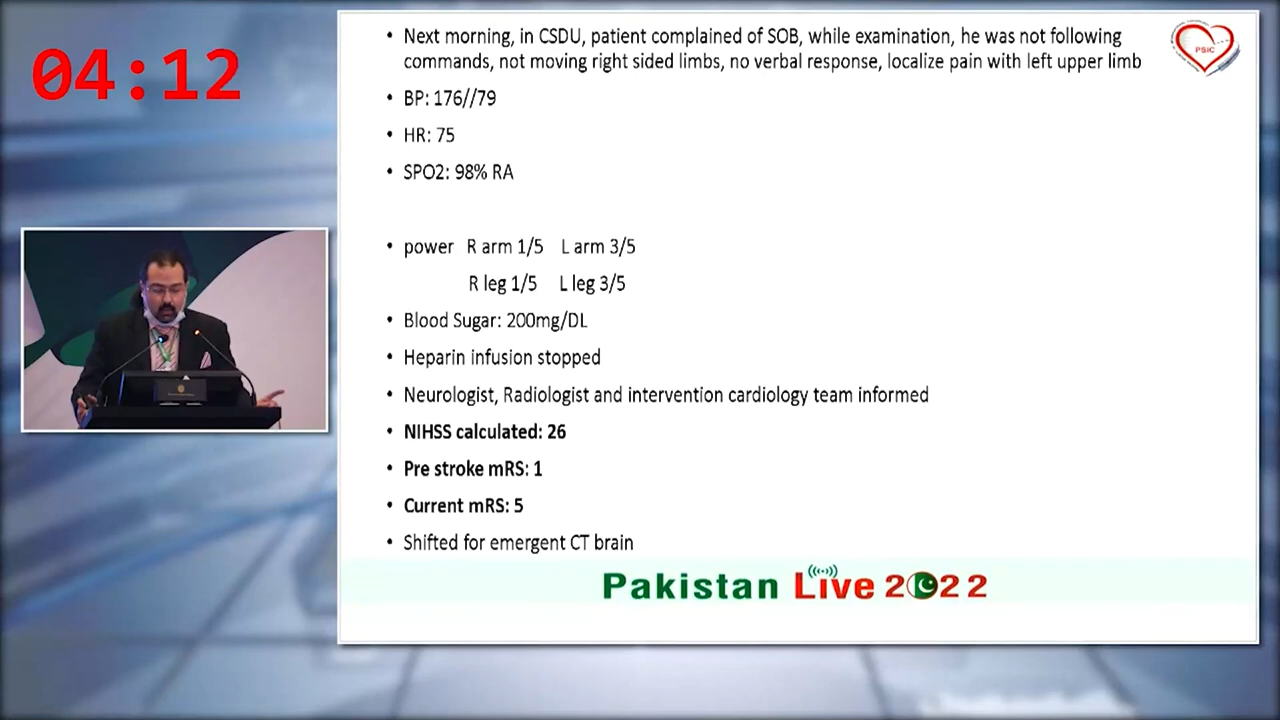 04:12
• Next morning, in CSDU, patient complained of SOB, while examination, he was not following
commands, not moving right sided limbs, no verbal response, localize pain with left upper limb
• BP: 176//79
• HR: 75
• SPO2: 98% RA
• power R arm 1/5 L arm 3/5
R leg 1/5 L leg 3/5
• Blood Sugar: 200mg/DL
• Heparin infusion stopped
• Neurologist, Radiologist and intervention cardiology team informed
• NIHSS calculated: 26
• Pre stroke mRS: 1
• Current mRS: 5
• Shifted for emergent CT brain
Pakistan Live 2022
PSIC